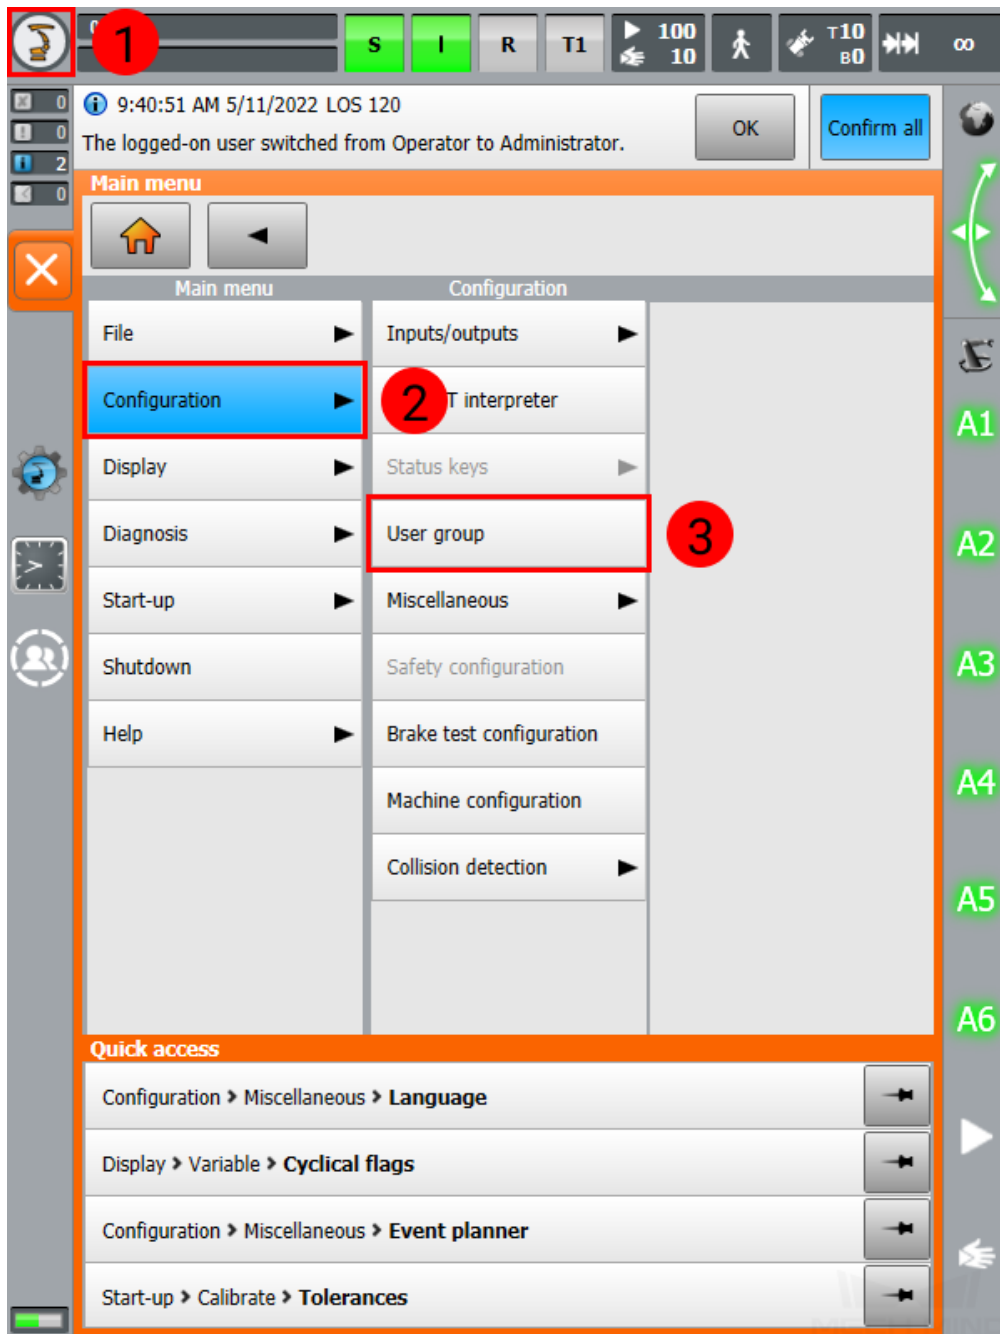 1
S I R T1 100 10 T10 B0 ∞
0
0
2
0
9:40:51 AM 5/11/2022 LOS 120
The logged-on user switched from Operator to Administrator.
OK
Confirm all
Main menu
Main menu
Configuration
File
Configuration
Display
Diagnosis
Start-up
Shutdown
Help
Inputs/outputs
2
T interpreter
Status keys
User group
3
Miscellaneous
Safety configuration
Brake test configuration
Machine configuration
Collision detection
A1
A2
A3
A4
A5
A6
Quick access
Configuration > Miscellaneous > Language
Display > Variable > Cyclical flags
Configuration > Miscellaneous > Event planner
Start-up > Calibrate > Tolerances